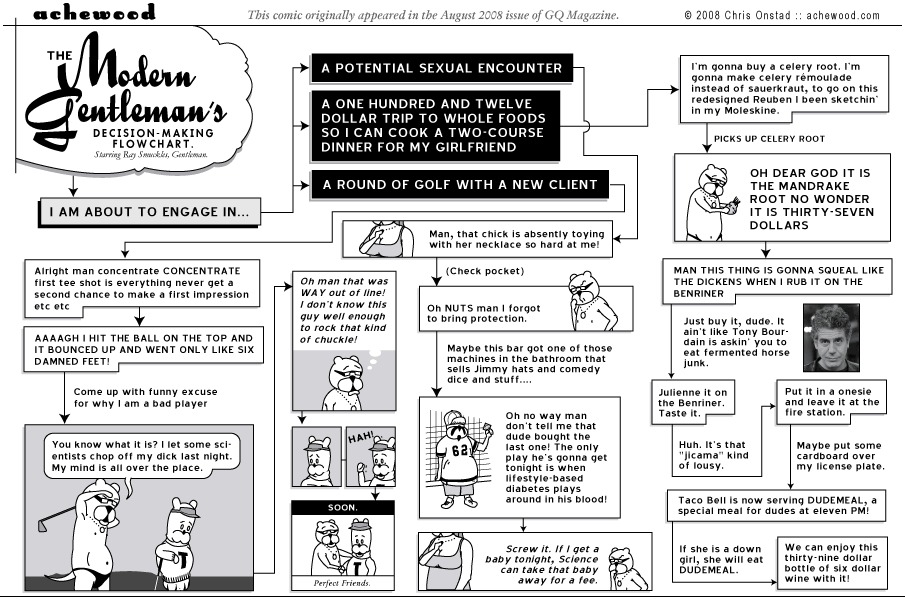 achewood
This comic originally appeared in the August 2008 issue of GQ Magazine.
© 2008 Chris Onstad :: achewood.com
THE
Modern
Gentleman's
DECISION-MAKING
FLOWCHART.
Starring Ray Smuckles, Gentleman.
I AM ABOUT TO ENGAGE IN...
A POTENTIAL SEXUAL ENCOUNTER
A ONE HUNDRED AND TWELVE
DOLLAR TRIP TO WHOLE FOODS
SO I CAN COOK A TWO-COURSE
DINNER FOR MY GIRLFRIEND
A ROUND OF GOLF WITH A NEW CLIENT
Alright man concentrate CONCENTRATE
first tee shot is everything never get a
second chance to make a first impression
etc etc
AAAAGH I HIT THE BALL ON THE TOP AND
IT BOUNCED UP AND WENT ONLY LIKE SIX
DAMNED FEET!
Come up with funny excuse
for why I am a bad player
You know what it is? I let some sci-
entists chop off my dick last night.
My mind is all over the place.
T
Oh man that was
WAY out of line!
I don't know this
guy well enough
to rock that kind
of chuckle!
HAH!
SOON.
T
Perfect Friends.
Man, that chick is absently toying
with her necklace so hard at me!
(Check pocket)
Oh NUTS man I forgot
to bring protection.
Maybe this bar got one of those
machines in the bathroom that
sells Jimmy hats and comedy
dice and stuff....
62
Oh no way man
don't tell me that
dude bought the
last one! The only
play he's gonna get
tonight is when
lifestyle-based
diabetes plays
around in his blood!
Screw it. If I get a
baby tonight, Science
can take that baby
away for a fee.
I'm gonna buy a celery root. I'm
gonna make celery rémoulade
instead of sauerkraut, to go on this
redesigned Reuben I been sketchin'
in my Moleskine.
PICKS UP CELERY ROOT
OH DEAR GOD IT IS
THE MANDRAKE
ROOT NO WONDER
IT IS THIRTY-SEVEN
DOLLARS
MAN THIS THING IS GONNA SQUEAL LIKE
THE DICKENS WHEN I RUB IT ON THE
BENRINER
Just buy it, dude. It
ain't like Tony Bour-
dain is askin' you to
eat fermented horse
junk.
Julienne it on
the Benriner.
Taste it.
Huh. It's that
"jicama" kind
of lousy.
Put it in a onesie
and leave it at the
fire station.
Maybe put some
cardboard over
my license plate.
Taco Bell is now serving DUDEMEAL, a
special meal for dudes at eleven PM!
If she is a down
girl, she will eat
DUDEMEAL.
We can enjoy this
thirty-nine dollar
bottle of six dollar
wine with it!